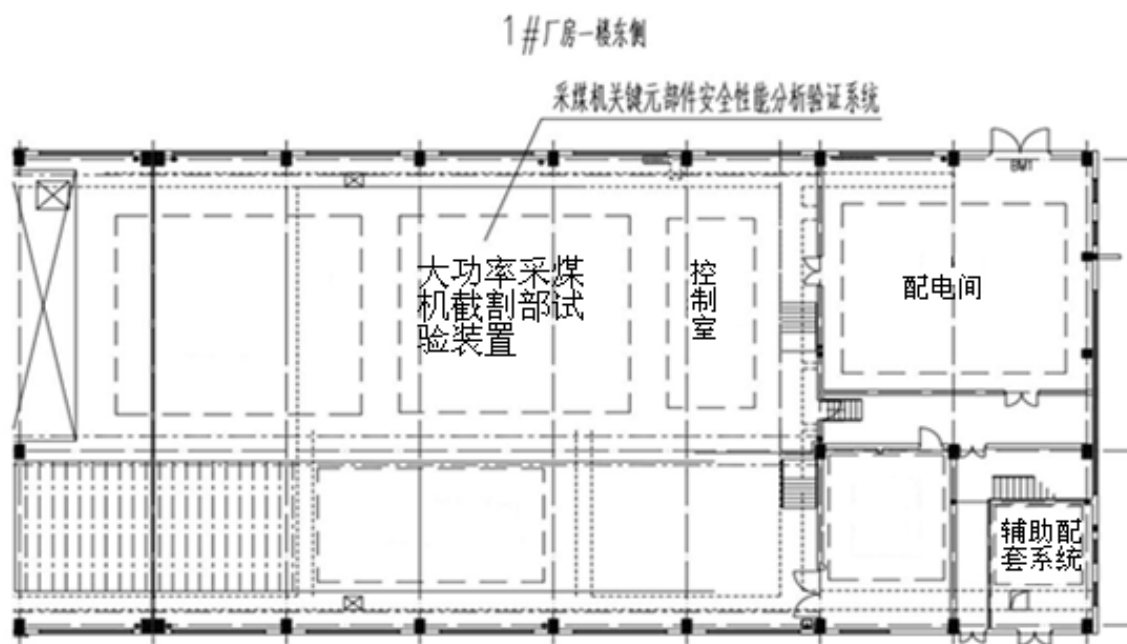 1#厂房一楼东侧
采煤机关键元部件安全性能分析验证系统
大功率采煤
机截割部试
验装置
控
制
室
配电间
辅助配
套系统